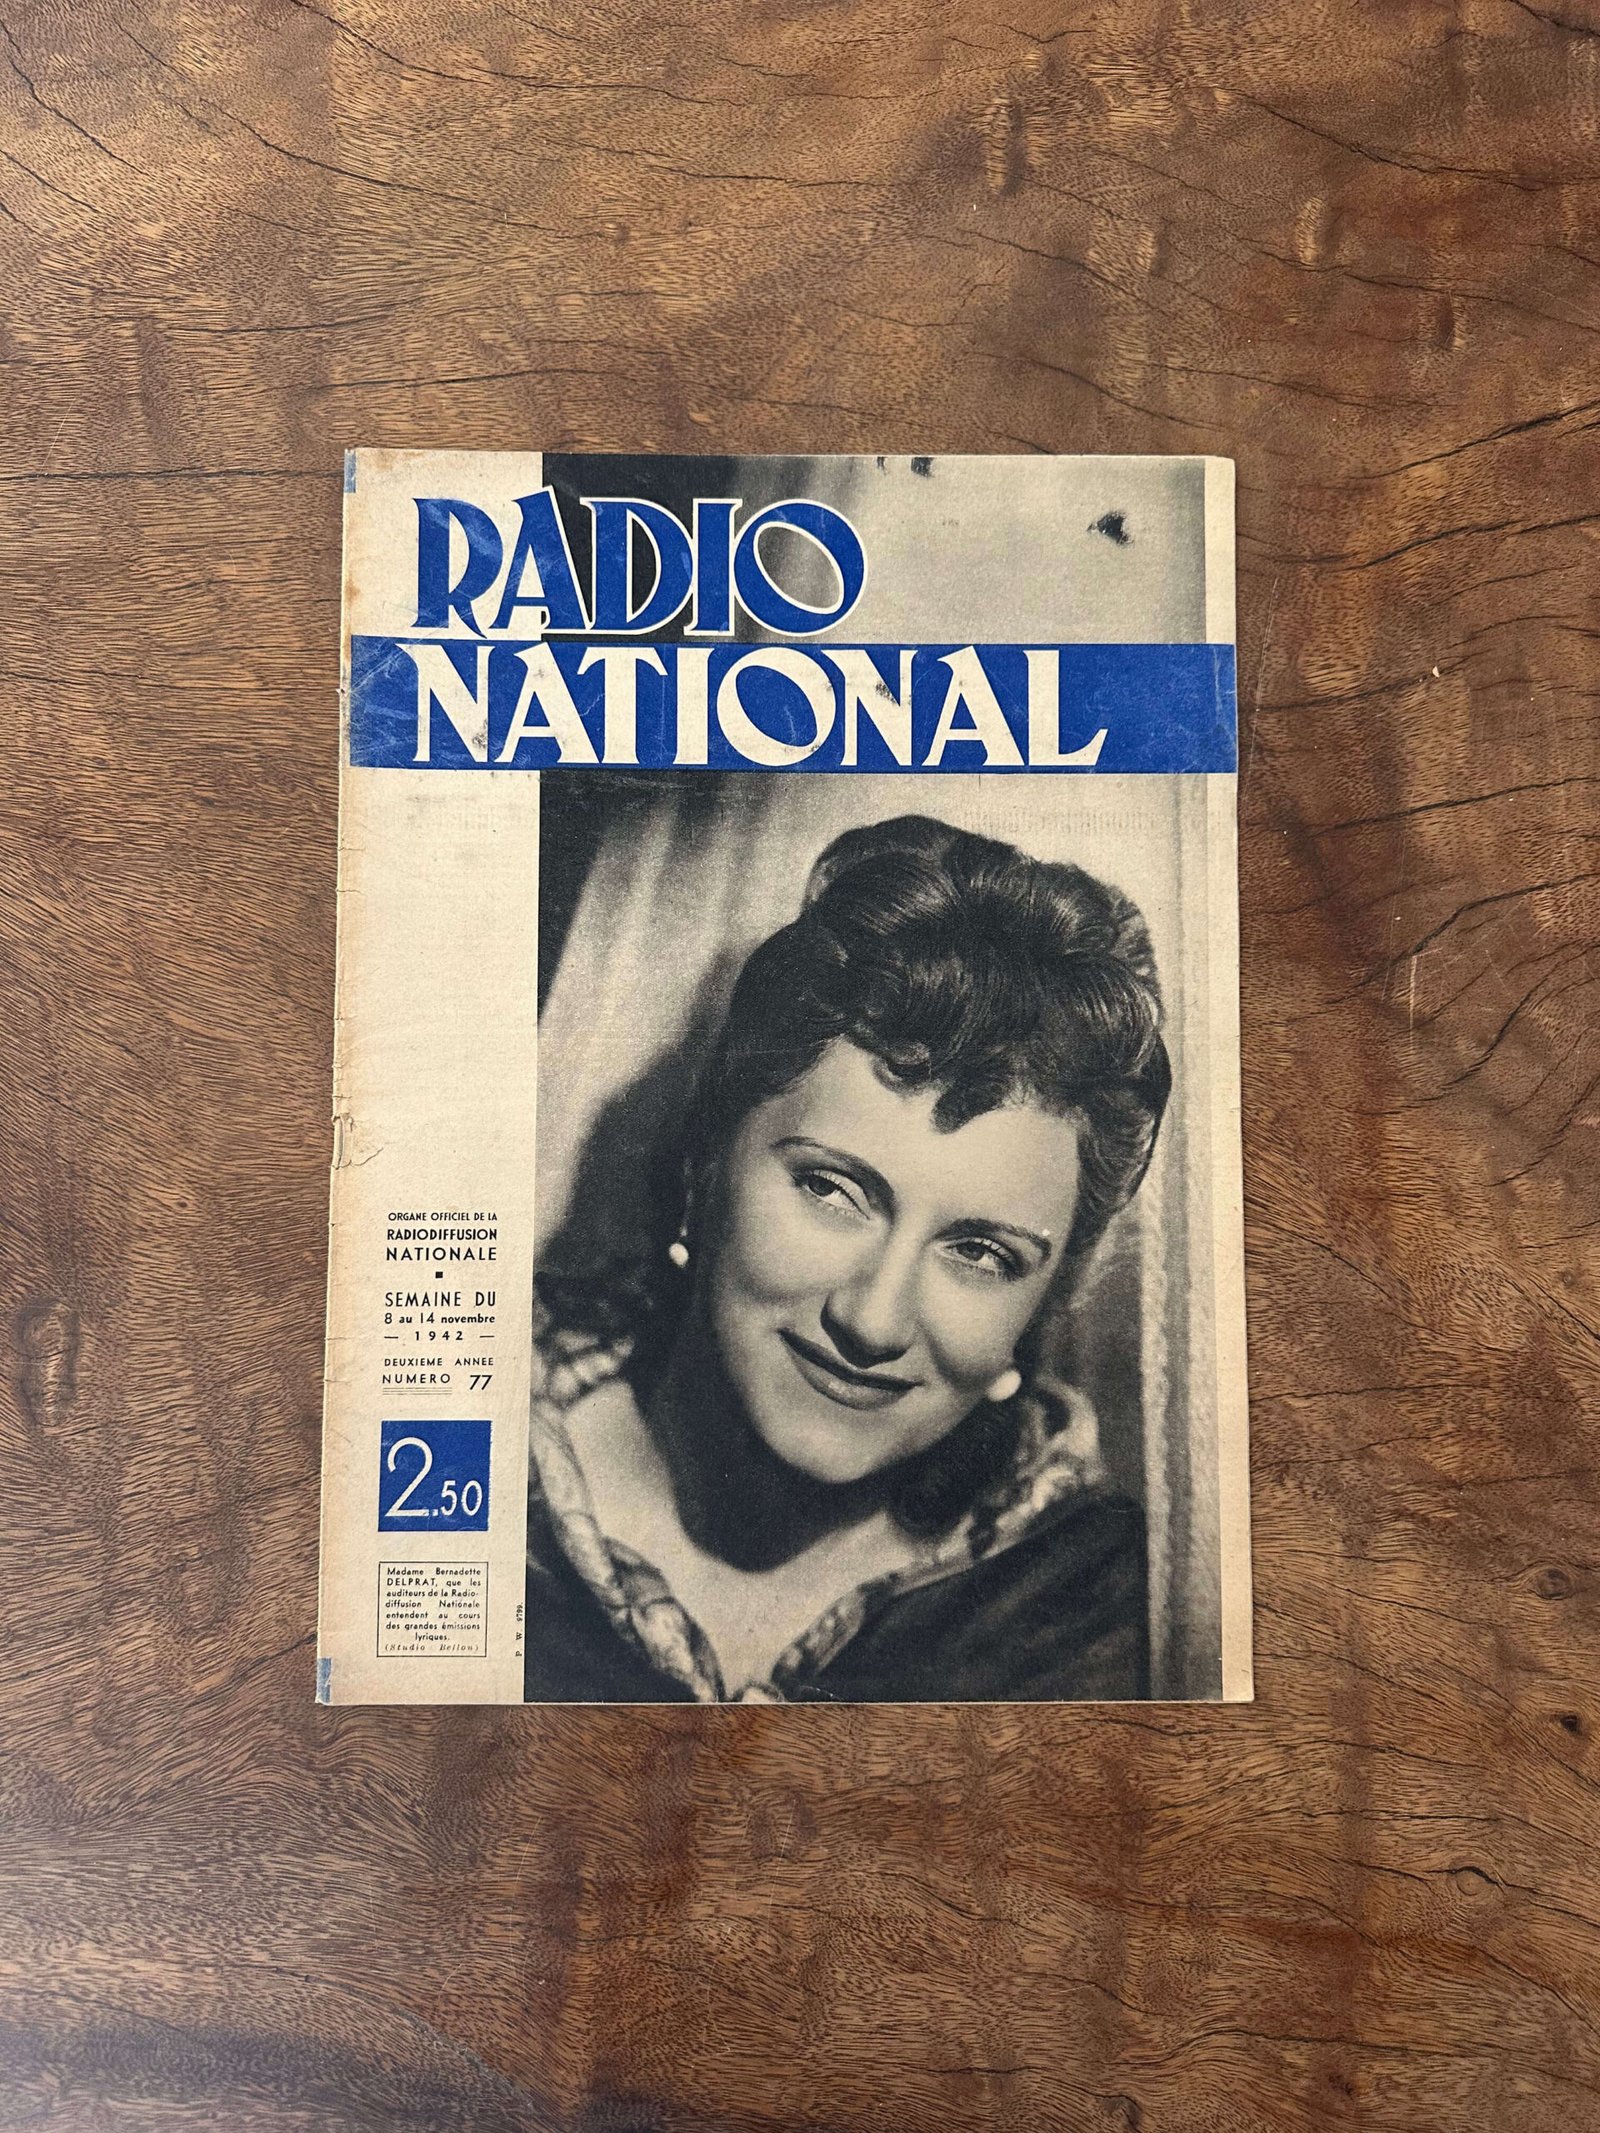 RADIO
NATIONAL
ORGANE OFFICIEL DE LA
RADIODIFFUSION
NATIONALE
SEMAINE DU
8 au 14 novembre
— 1942 —
DEUXIEME ANNEE
NUMERO 77
2.50
Madame Bernadette
DELPRAT, que les
auditeurs de la Radio-
diffusion Nationale
entendent au cours
des grandes émissions
lyriques.
(Studio Bellon)
P. W. 9799.